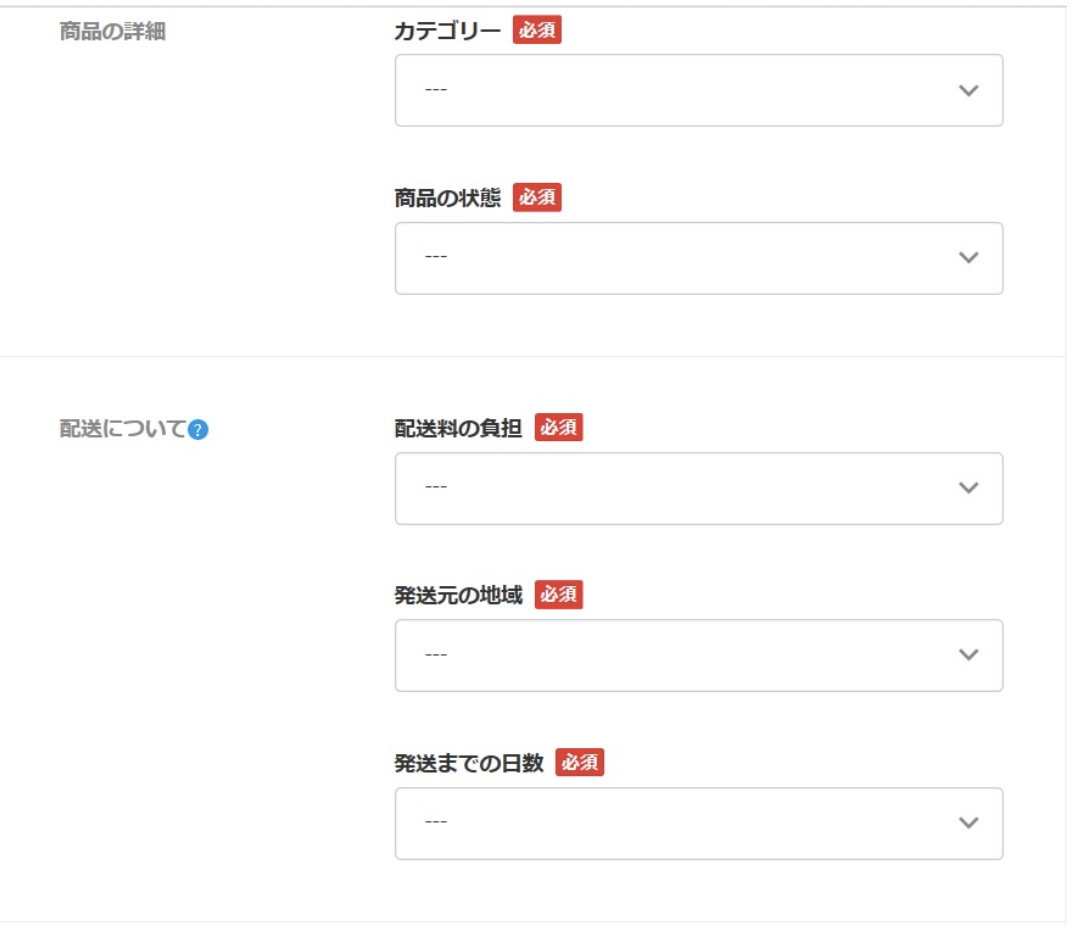 商品の詳細
カテゴリー 必須
---
商品の状態 必須
---
配送について?
配送料の負担 必須
---
発送元の地域 必須
---
発送までの日数 必須
---